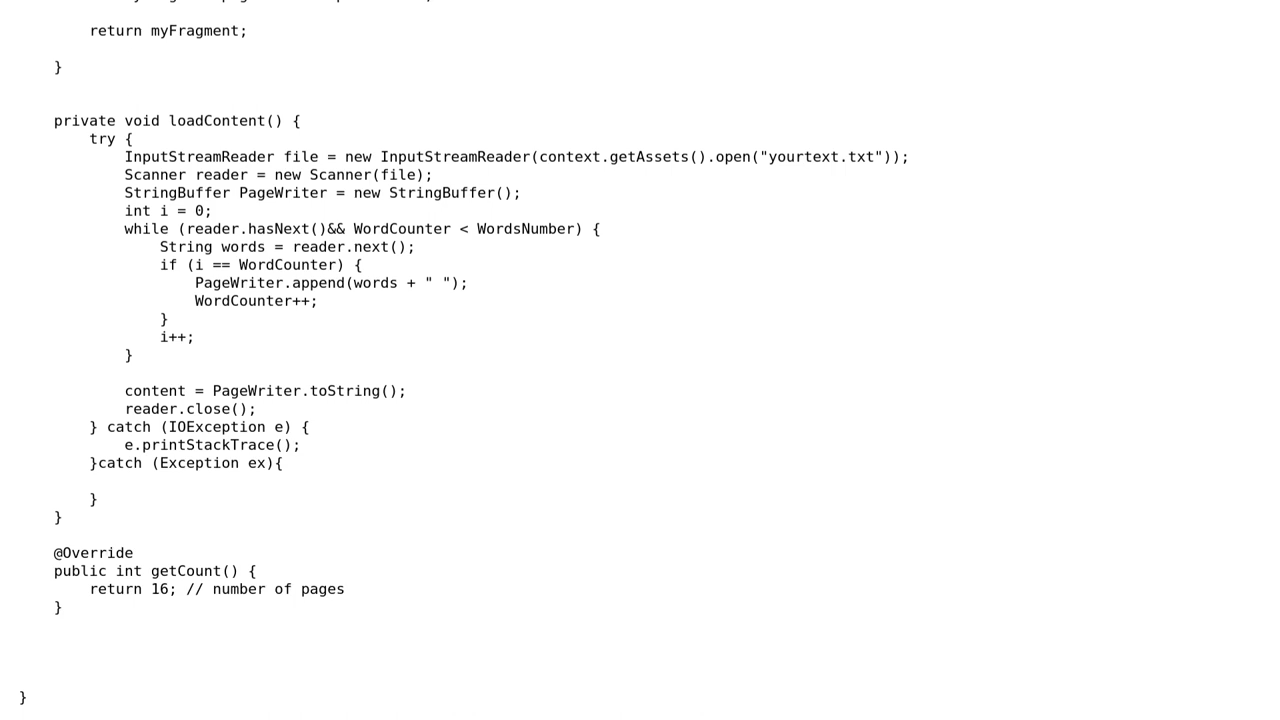 return myFragment;
}
private void loadContent() {
try {
InputStreamReader file = new InputStreamReader(context.getAssets().open("yourtext.txt"));
Scanner reader = new Scanner(file);
StringBuffer PageWriter = new StringBuffer();
int i = 0;
while (reader.hasNext()&& WordCounter < WordsNumber) {
String words = reader.next();
if (i == WordCounter) {
PageWriter.append(words + " ");
WordCounter++;
}
i++;
}
content = PageWriter.toString();
reader.close();
} catch (IOException e) {
e.printStackTrace();
}catch (Exception ex){
}
}
@Override
public int getCount() {
return 16; // number of pages
}
}